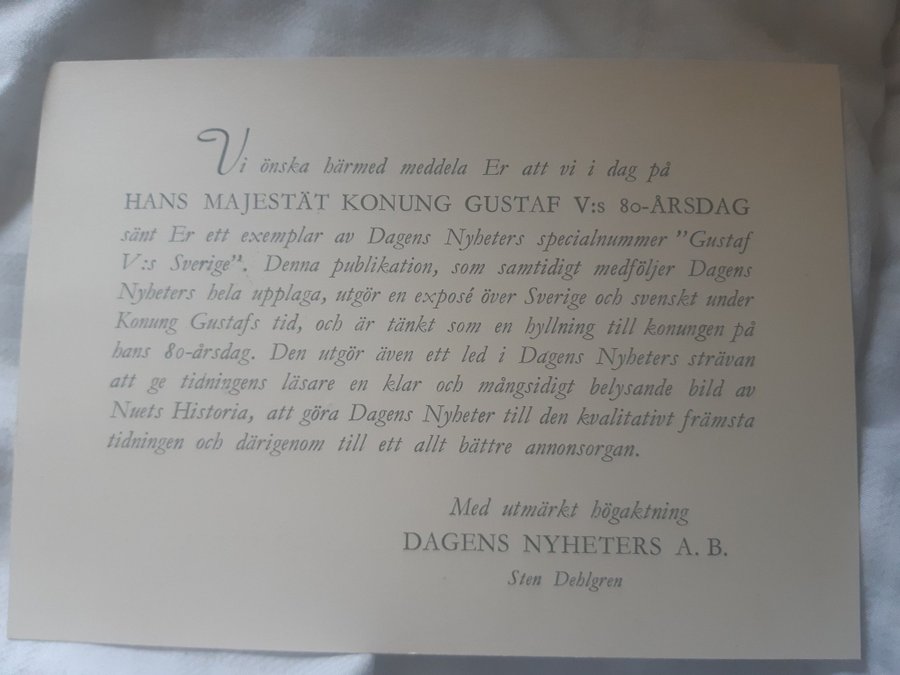 Vi önska härmed meddela Er att vi i dag på
HANS MAJESTÄT KONUNG GUSTAF V:s 80-ÅRSDAG
sänt Er ett exemplar av Dagens Nyheters specialnummer "Gustaf
V:s Sverige". Denna publikation, som samtidigt medföljer Dagens
Nyheters hela upplaga, utgör en exposé över Sverige och svenskt under
Konung Gustafs tid, och är tänkt som en hyllning till konungen på
hans 80-årsdag. Den utgör även ett led i Dagens Nyheters strävan
att ge tidningens läsare en klar och mångsidigt belysande bild av
Nuets Historia, att göra Dagens Nyheter till den kvalitativt främsta
tidningen och därigenom till ett allt bättre annonsorgan.
Med utmärkt högaktning
DAGENS NYHETERS A. B.
Sten Dehlgren